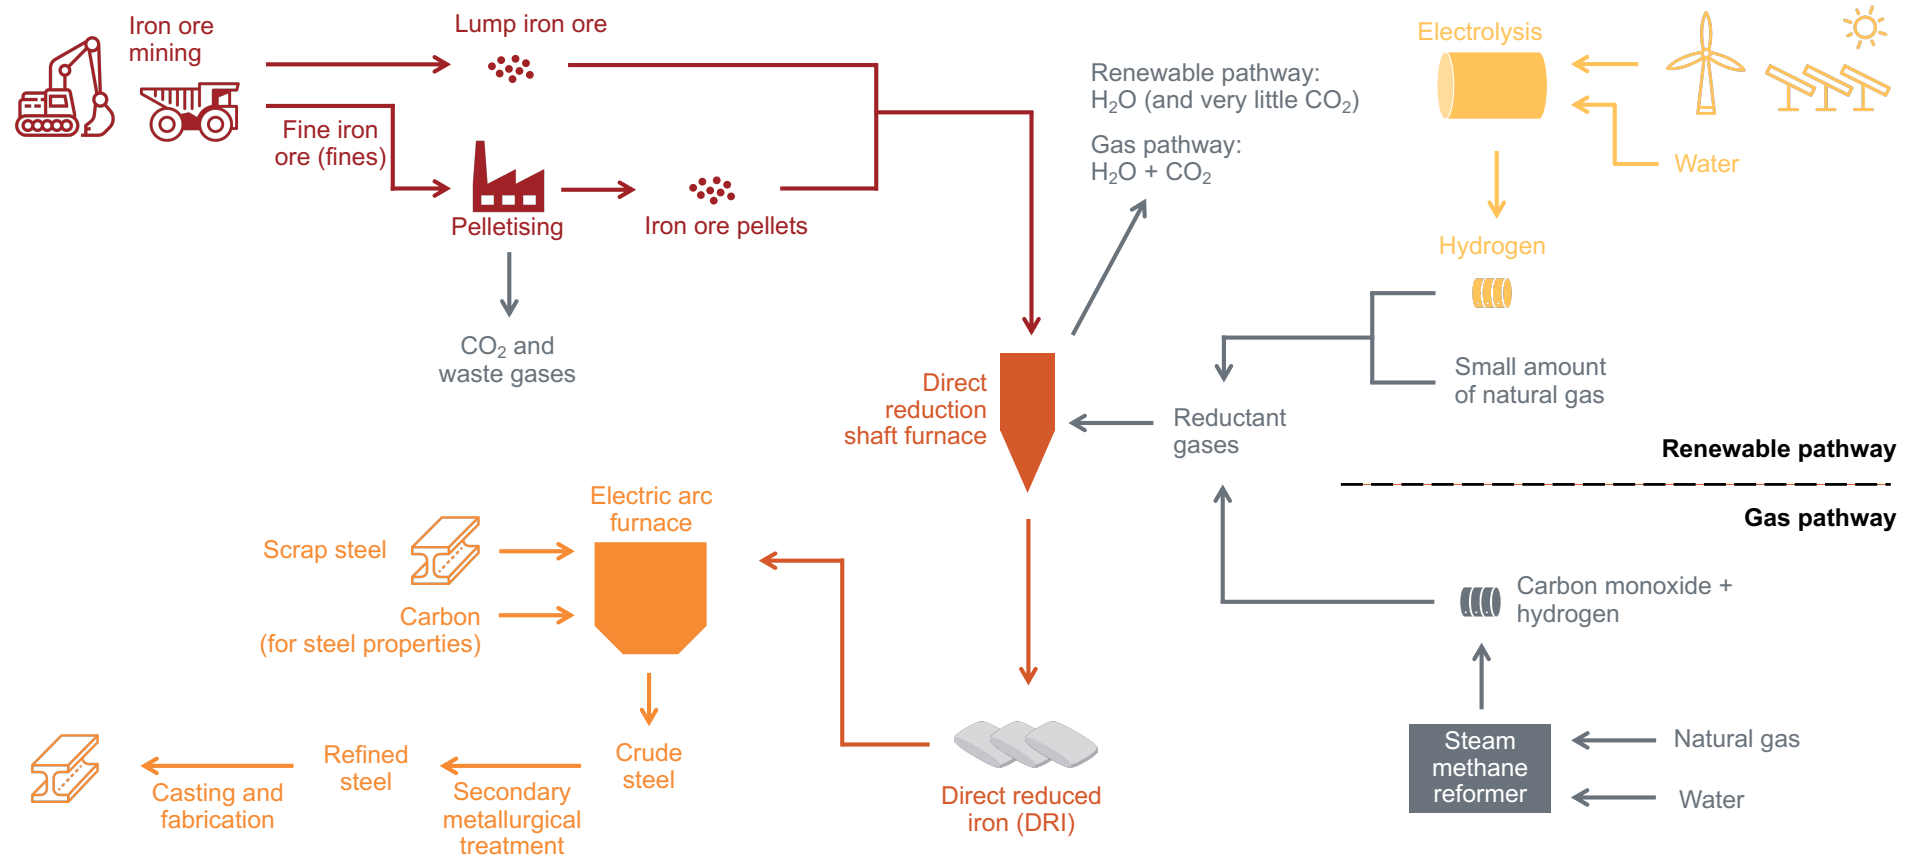 Iron ore
mining
Lump iron ore
Fine iron
ore (fines)
Pelletising
Iron ore pellets
CO₂ and
waste gases
Renewable pathway:
H₂O (and very little CO₂)
Gas pathway:
H₂O + CO₂
Electrolysis
Water
Hydrogen
Small amount
of natural gas
Reductant
gases
Direct
reduction
shaft furnace
Renewable pathway
Gas pathway
Carbon monoxide +
hydrogen
Steam
methane
reformer
Natural gas
Water
Direct reduced
iron (DRI)
Electric arc
furnace
Scrap steel
Carbon
(for steel properties)
Crude
steel
Secondary
metallurgical
treatment
Refined
steel
Casting and
fabrication